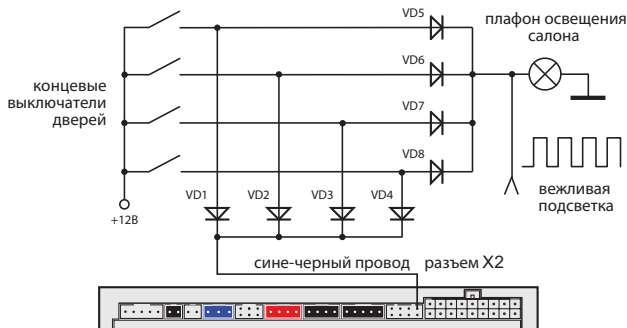 VD5
плафон освещения
салона
VD6
концевые
выключатели
дверей
VD7
VD8
вежливая
подсветка
VD1
VD2
VD3
VD4
+12В
сине-черный провод
разъем X2